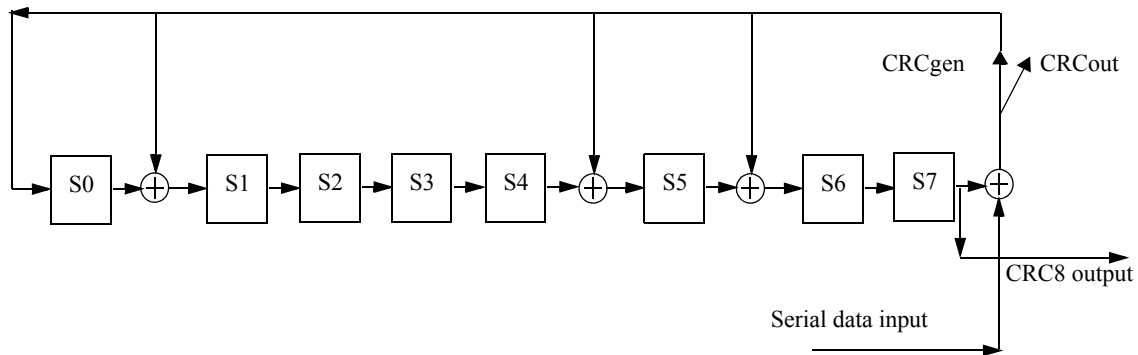 CRCgen
CRCout
S0
S1
S2
S3
S4
S5
S6
S7
CRC8 output
Serial data input